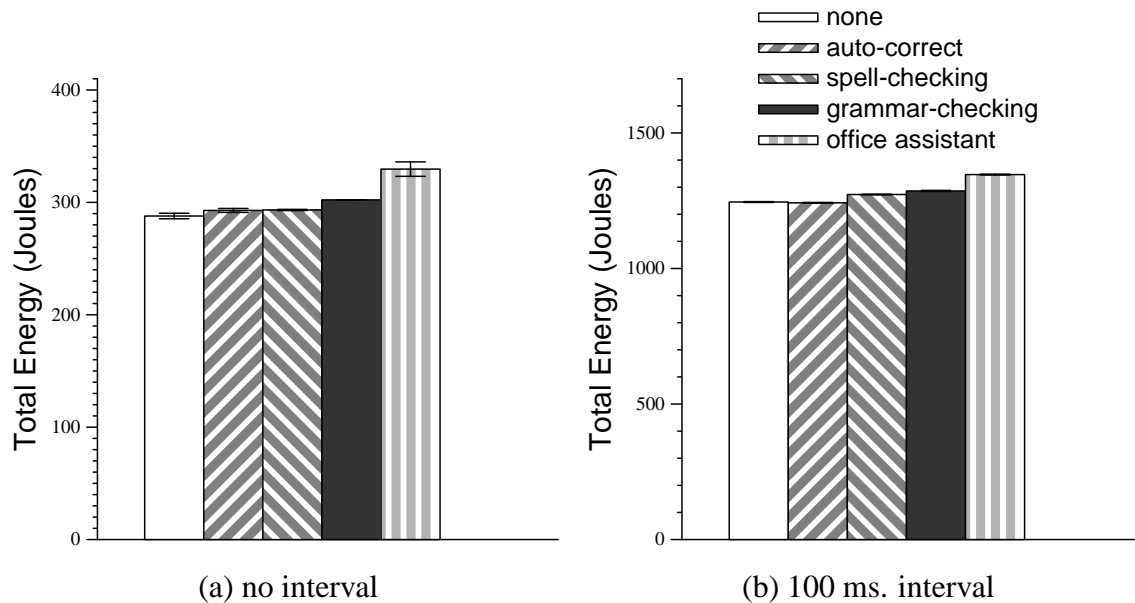 none
auto-correct
spell-checking
grammar-checking
office assistant
Total Energy (Joules)
400
300
200
100
0
(a) no interval
Total Energy (Joules)
1500
1000
500
0
(b) 100 ms. interval